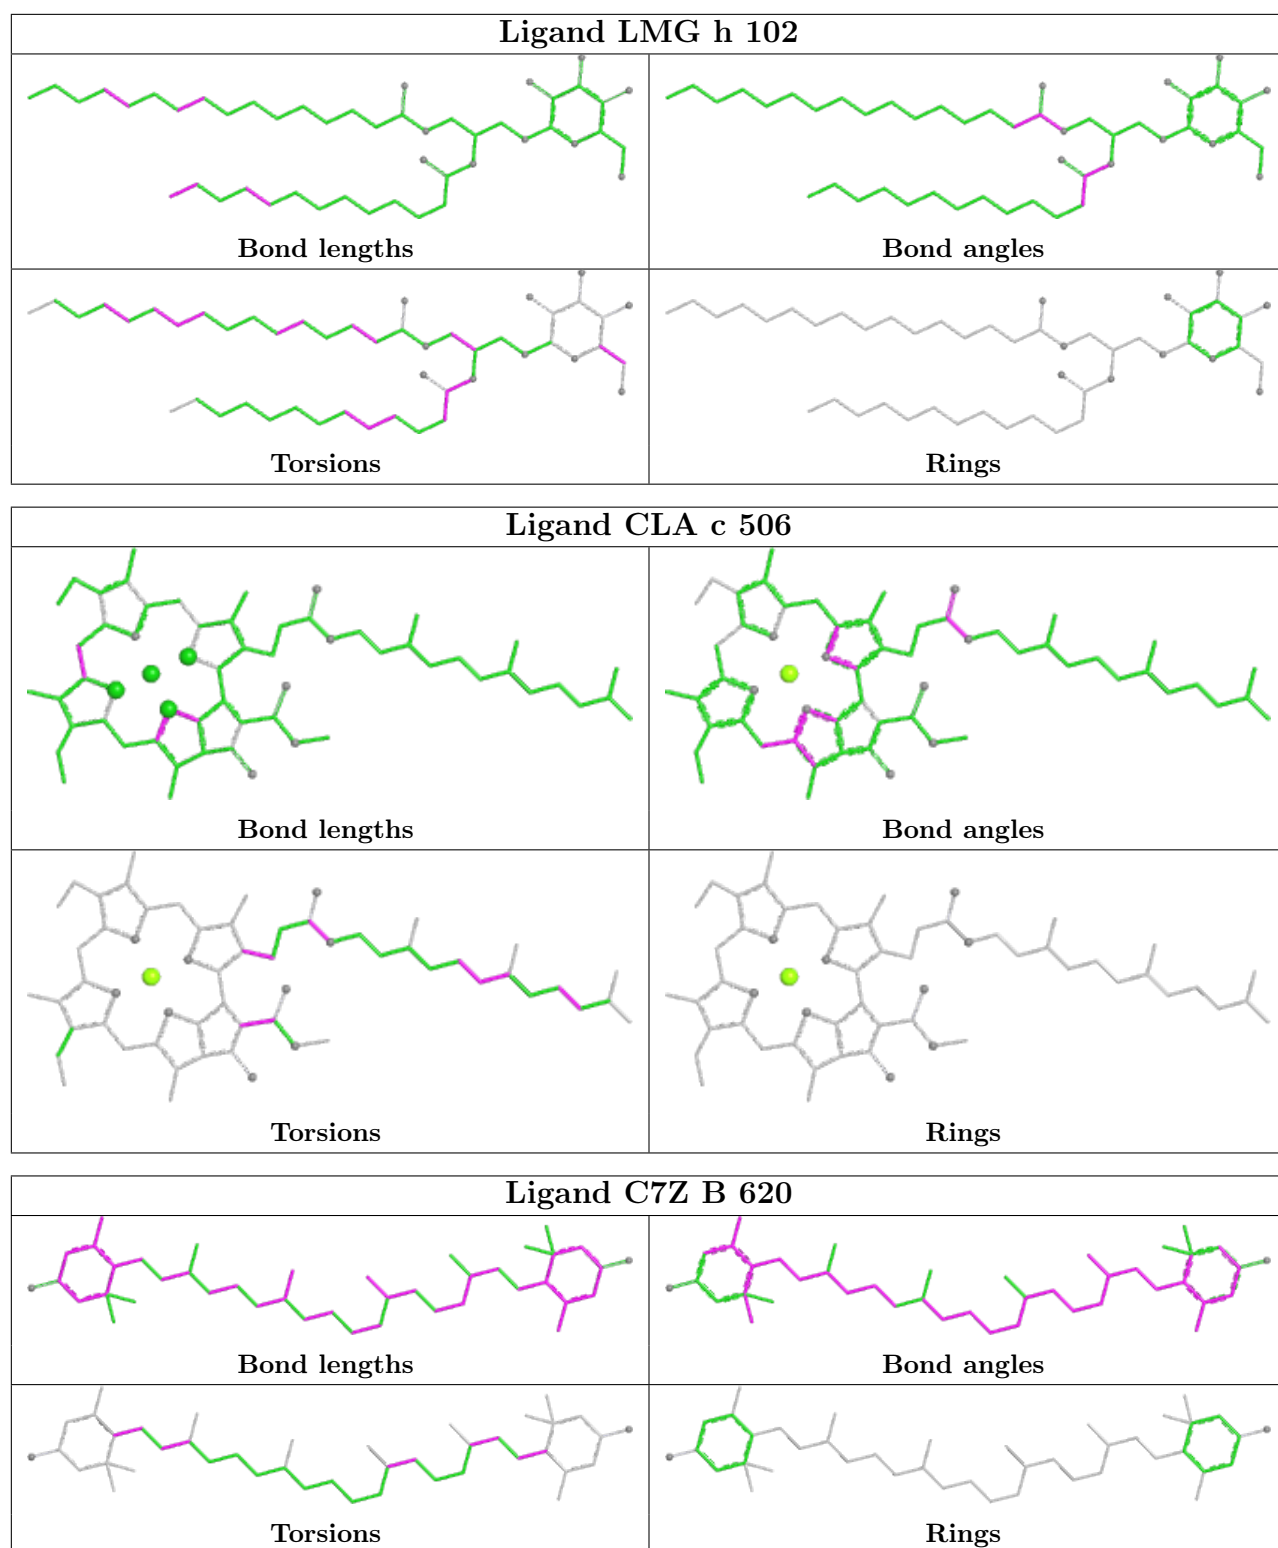 Ligand LMG h 102
Bond lengths
Bond angles
Torsions
Rings
Ligand CLA c 506
Bond lengths
Bond angles
Torsions
Rings
Ligand C7Z B 620
Bond lengths
Bond angles
Torsions
Rings